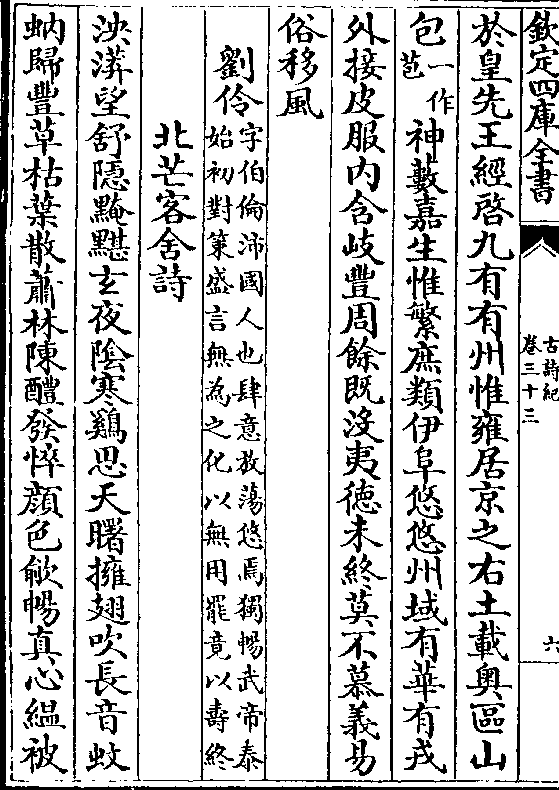 欽定四庫全書
古詩紀
卷三十三
六
於皇先王經啓九有有州惟雍居京之右土載奧區山
包一作苞神藪嘉生惟繁庶類伊阜悠悠州域有華有戎
外接皮服內含岐豐周餘既沒夷德未終莫不慕義易
俗移風
劉伶字伯倫沛國人也肆意放蕩悠焉獨暢武帝泰
始初對策盛言無為之化以無用罷竟以壽終
北芒客舍詩
泱漭望舒隱黤黮玄夜陰寒鷄思天曙擁翅吹長音蚊
蚋歸豐草枯葉散蕭林陳醴發悴顏色歈暢真心緼被